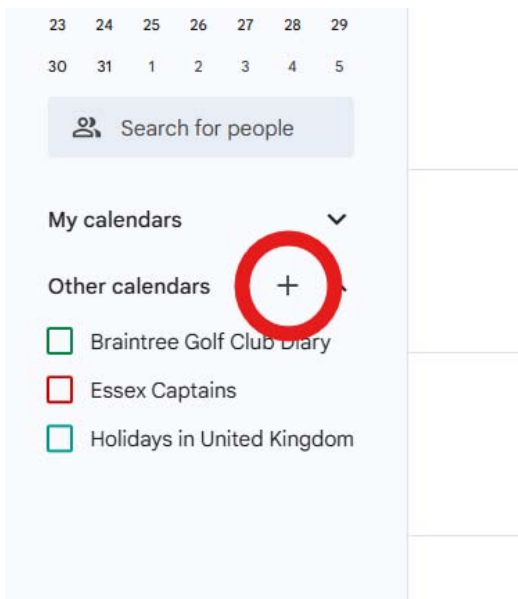 23 24 25 26 27 28 29
30 31 1 2 3 4 5
Search for people
My calendars
Other calendars +
Braintree Golf Club Diary
Essex Captains
Holidays in United Kingdom